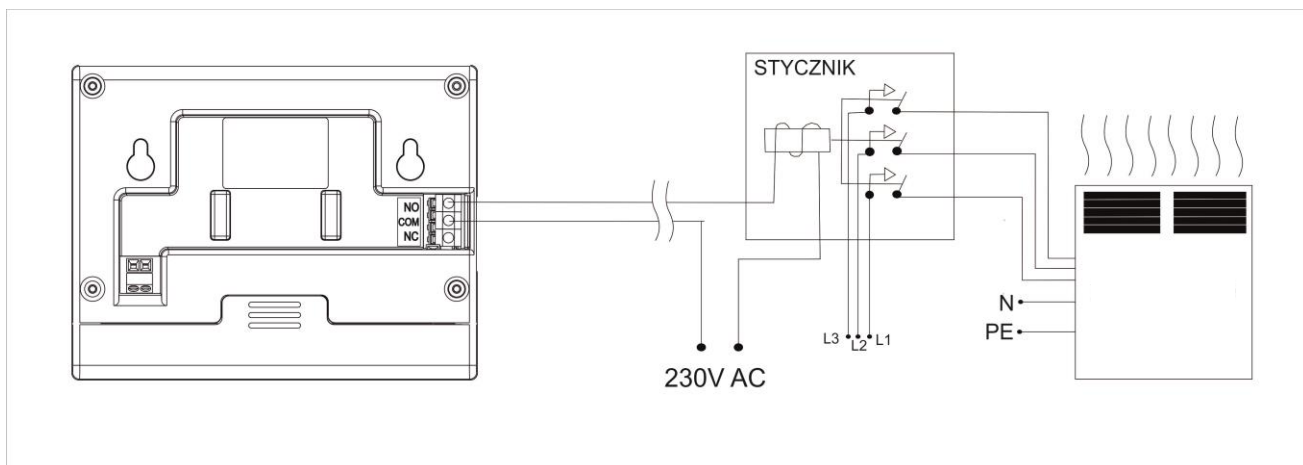 STYCZNIK
NO
COM
NC
230V AC
L3 L2 L1
N
PE